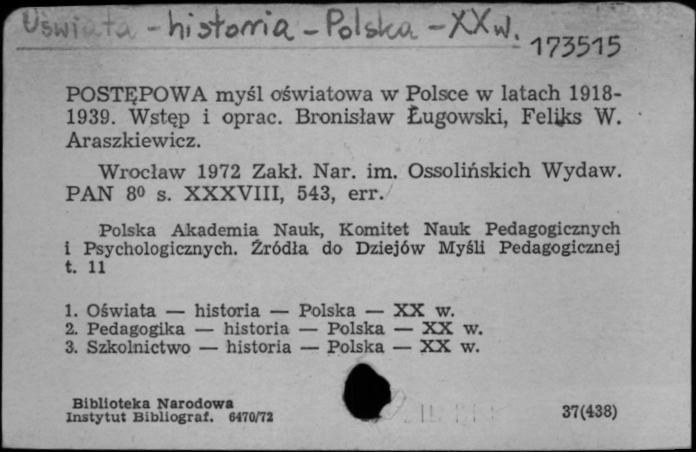 Oświata - historia - Polska - XX w.
173515
POSTĘPOWA myśl oświatowa w Polsce w latach 1918-
1939. Wstęp i oprac. Bronisław Ługowski, Feliks W.
Araszkiewicz.
Wrocław 1972 Zakł. Nar. im. Ossolińskich Wydaw.
PAN 8⁰ s. XXXVIII, 543, err.
Polska Akademia Nauk, Komitet Nauk Pedagogicznych
i Psychologicznych. Źródła do Dziejów Myśli Pedagogicznej
t. 11
1. Oświata — historia — Polska — XX w.
2. Pedagogika — historia — Polska — XX w.
3. Szkolnictwo — historia — Polska — XX w.
Biblioteka Narodowa
Instytut Bibliograf. 6470/72
37(438)